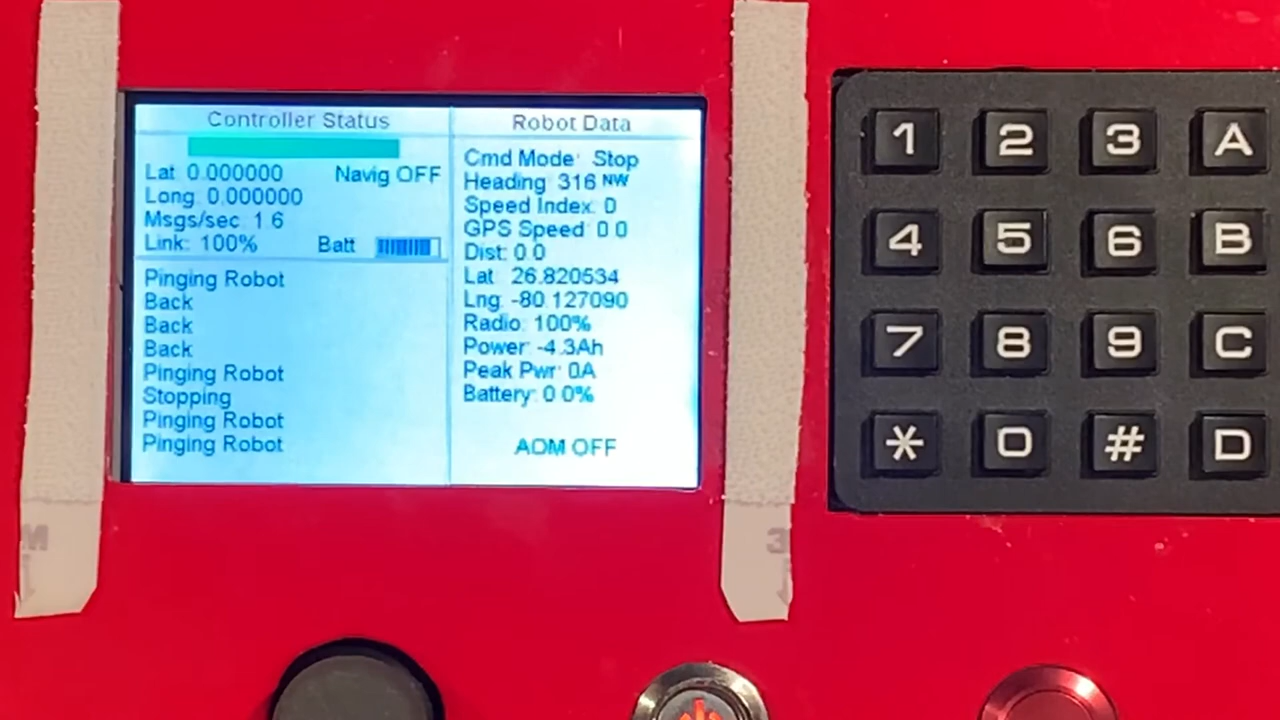 Controller Status
Lat 0.000000 Navig OFF
Long 0.000000
Msgs/sec: 1 6
Link: 100% Batt
Pinging Robot
Back
Back
Back
Pinging Robot
Stopping
Pinging Robot
Pinging Robot
Robot Data
Cmd Mode: Stop
Heading 316 NW
Speed Index: 0
GPS Speed: 0.0
Dist: 0.0
Lat 26.820534
Lng: -80.127090
Radio: 100%
Power: -4.3Ah
Peak Pwr: 0A
Battery: 0.0%
AOM OFF
1 2 3 A
4 5 6 B
7 8 9 C
* 0 # D
M
3